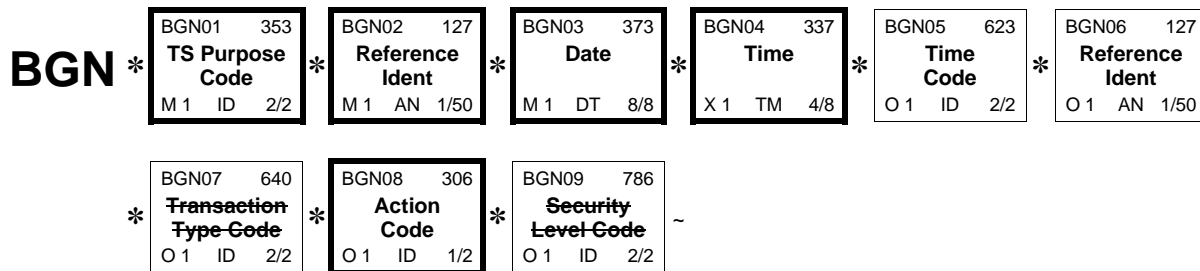 BGN * BGN01 353 * BGN02 127 * BGN03 373 * BGN04 337 * BGN05 623 * BGN06 127
TS Purpose Reference Date Time Time Reference
Code Ident Code Ident
M 1 ID 2/2 M 1 AN 1/50 M 1 DT 8/8 X 1 TM 4/8 O 1 ID 2/2 O 1 AN 1/50
* BGN07 640 * BGN08 306 * BGN09 786 ~
Transaction Action Security
Type Code Code Level Code
O 1 ID 2/2 O 1 ID 1/2 O 1 ID 2/2